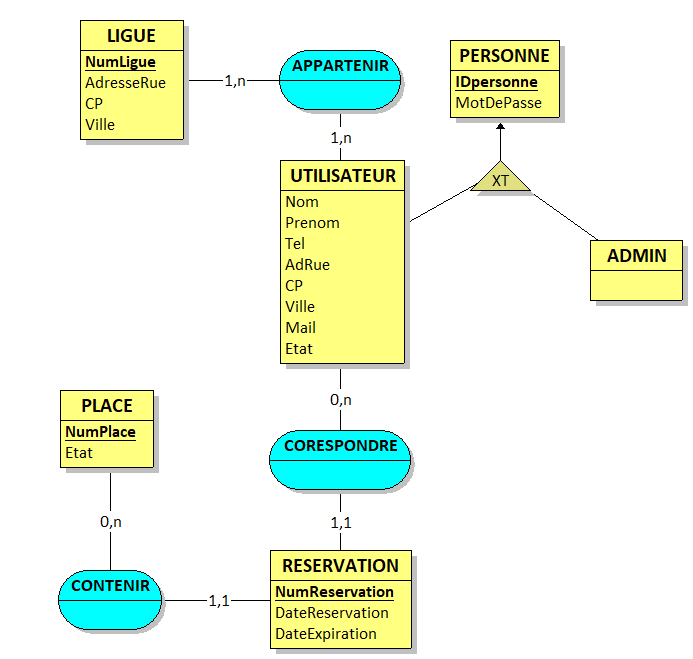 LIGUE
NumLigue
AdresseRue
CP
Ville
1,n
APPARTENIR
PERSONNE
IDpersonne
MotDePasse
1,n
XT
UTILISATEUR
Nom
Prenom
Tel
AdRue
CP
Ville
Mail
Etat
ADMIN
0,n
PLACE
NumPlace
Etat
CORESPONDRE
0,n
1,1
CONTENIR
1,1
RESERVATION
NumReservation
DateReservation
DateExpiration